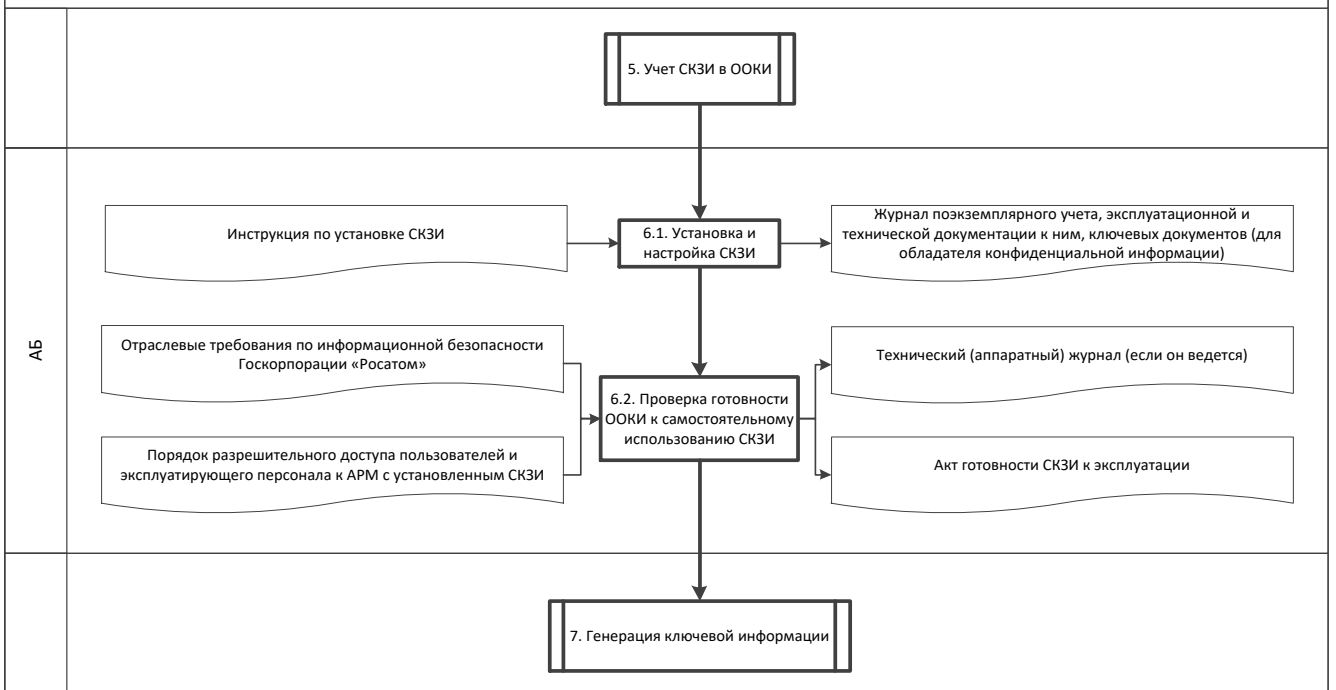 5. Учет СКЗИ в ООКИ
АБ
Инструкция по установке СКЗИ
6.1. Установка и
настройка СКЗИ
Журнал поэкземплярного учета, эксплуатационной и
технической документации к ним, ключевых документов (для
обладателя конфиденциальной информации)
Отраслевые требования по информационной безопасности
Госкорпорации «Росатом»
Порядок разрешительного доступа пользователей и
эксплуатирующего персонала к АРМ с установленным СКЗИ
6.2. Проверка готовности
ООКИ к самостоятельному
использованию СКЗИ
Технический (аппаратный) журнал (если он ведется)
Акт готовности СКЗИ к эксплуатации
7. Генерация ключевой информации